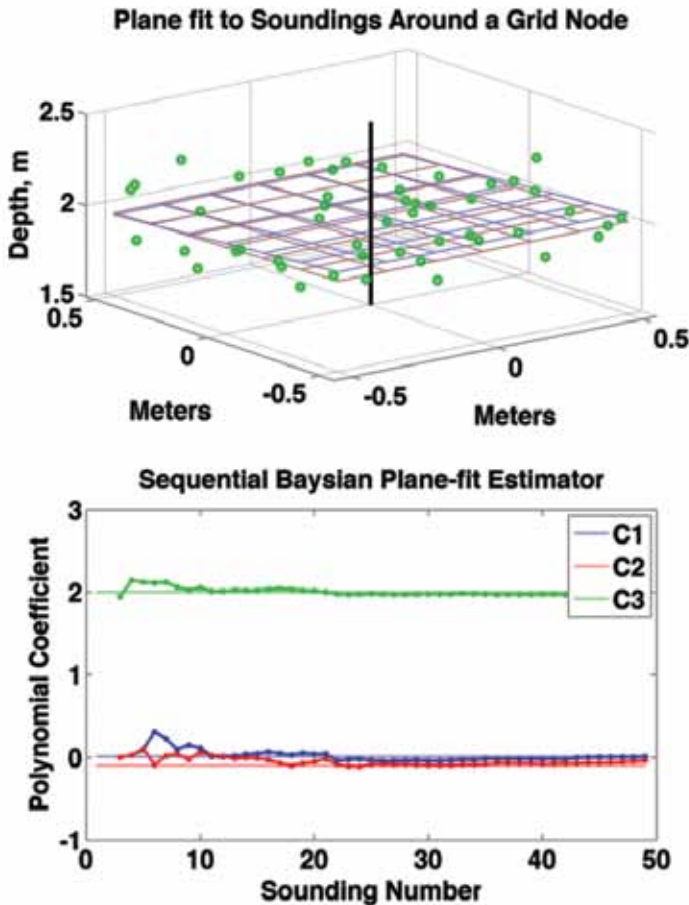 Plane fit to Soundings Around a Grid Node
2.5
2
1.5
Depth, m
0.5
0
-0.5
Meters
-0.5
0
0.5
Meters
Sequential Baysian Plane-fit Estimator
3
2
1
0
-1
Polynomial Coefficient
C1
C2
C3
0
10
20
30
40
50
Sounding Number